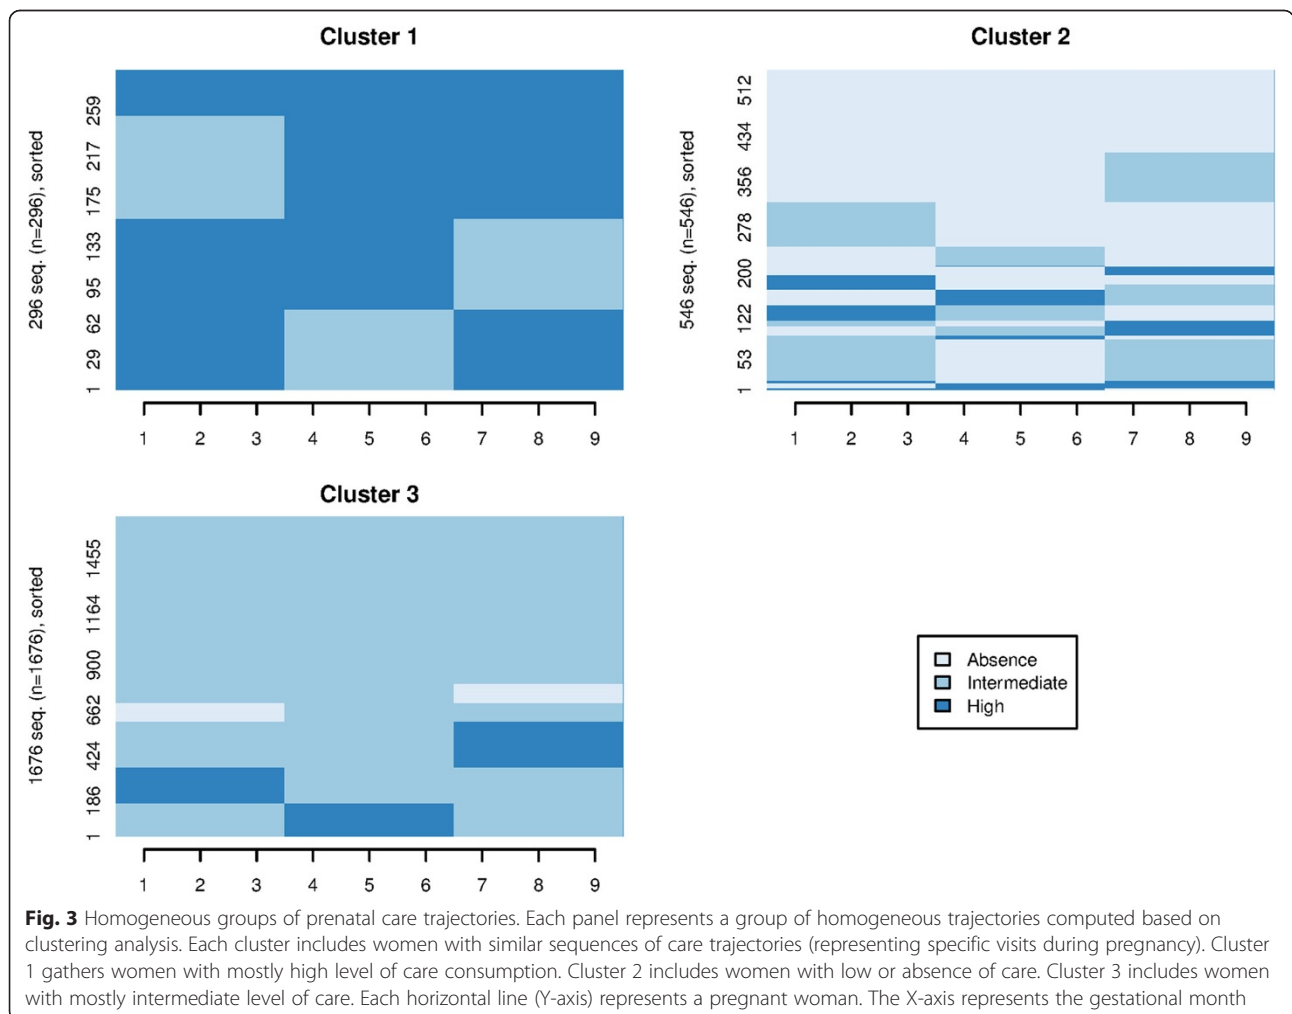 Cluster 1
296 seq. (n=296), sorted
259
217
175
133
95
62
29
1
1 2 3 4 5 6 7 8 9
Cluster 2
546 seq. (n=546), sorted
512
434
356
278
200
122
53
1
1 2 3 4 5 6 7 8 9
Cluster 3
1676 seq. (n=1676), sorted
1455
1164
900
662
424
186
1
1 2 3 4 5 6 7 8 9
Absence
Intermediate
High
Fig. 3 Homogeneous groups of prenatal care trajectories. Each panel represents a group of homogeneous trajectories computed based on
clustering analysis. Each cluster includes women with similar sequences of care trajectories (representing specific visits during pregnancy). Cluster
1 gathers women with mostly high level of care consumption. Cluster 2 includes women with low or absence of care. Cluster 3 includes women
with mostly intermediate level of care. Each horizontal line (Y-axis) represents a pregnant woman. The X-axis represents the gestational month